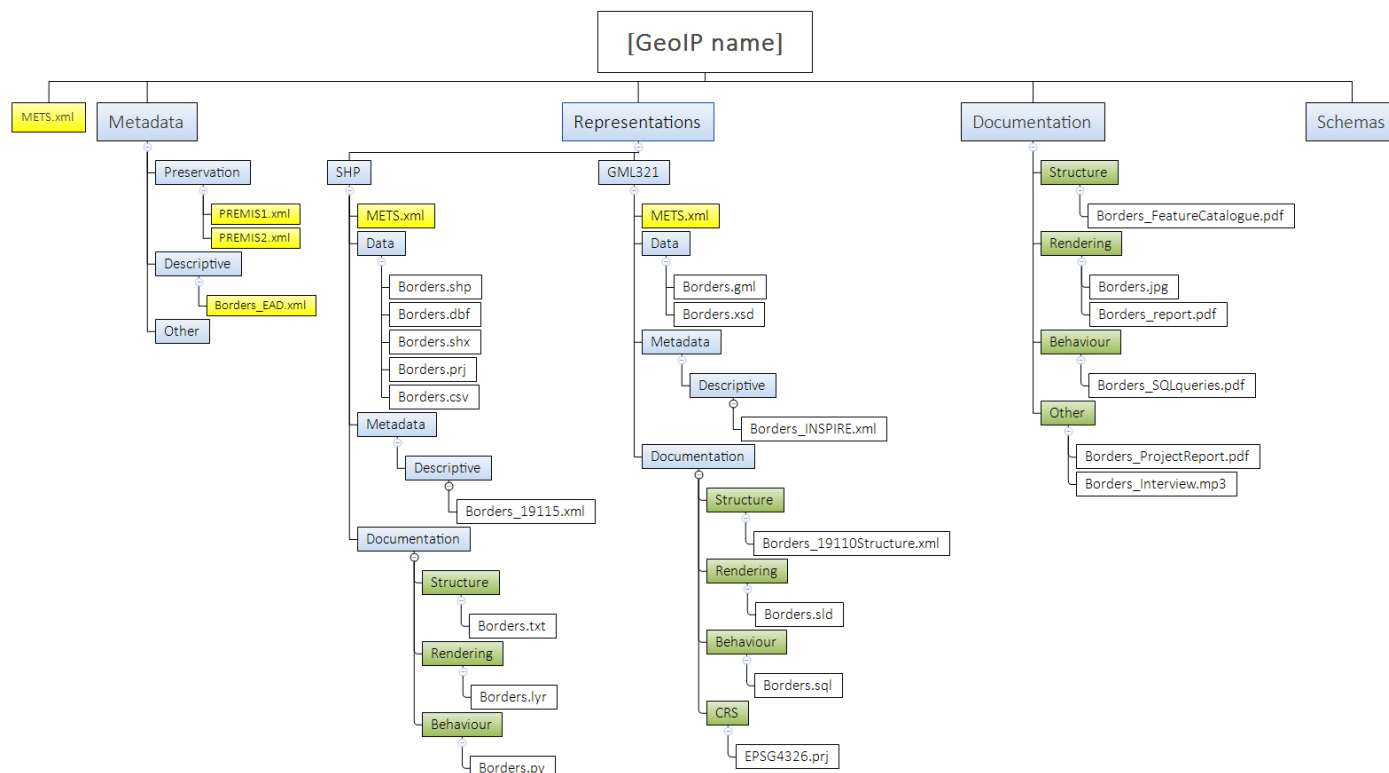 [GeoIP name]
METS.xml
Metadata
Preservation
PREMIS1.xml
PREMIS2.xml
Descriptive
Borders_EAD.xml
Other
Representations
SHP
METS.xml
Data
Borders.shp
Borders.dbf
Borders.shx
Borders.prj
Borders.csv
Metadata
Descriptive
Borders_19115.xml
Documentation
Structure
Borders.txt
Rendering
Borders.lyr
Behaviour
Borders.py
GML321
METS.xml
Data
Borders.gml
Borders.xsd
Metadata
Descriptive
Borders_INSPIRE.xml
Documentation
Structure
Borders_19110Structure.xml
Rendering
Borders.sld
Behaviour
Borders.sql
CRS
EPSG4326.prj
Documentation
Structure
Borders_FeatureCatalogue.pdf
Rendering
Borders.jpg
Borders_report.pdf
Behaviour
Borders_SQLqueries.pdf
Other
Borders_ProjectReport.pdf
Borders_Interview.mp3
Schemas